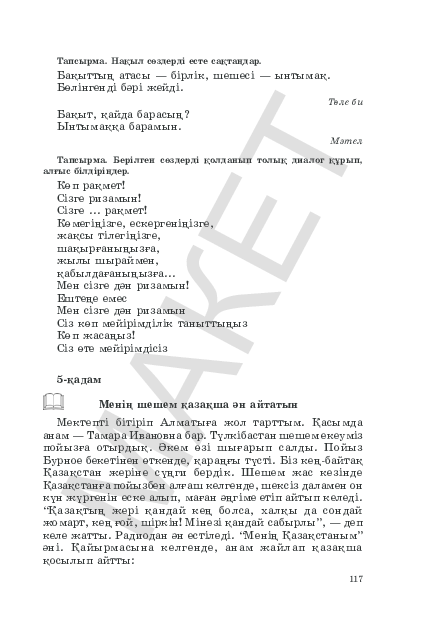 Тапсырма. Нақыл сөздерді есте сақтаңдар.
Бақыттың атасы — бірлік, шешесі — ынтымақ.
Бөлінгенді бәрі жейді.
Төле би
Бақыт, қайда барасың?
Ынтымаққа барамын.
Мәтел
Тапсырма. Берілген сөздерді қолданып толық диалог құрып,
алғыс білдіріңдер.
Көп рақмет!
Сізге ризамын!
Сізге ... рақмет!
Көмегіңізге, ескергеніңізге,
жақсы тілегіңізге,
шақырғаныңызға,
жылы шыраймен,
қабылдағаныңызға...
Мен сізге дән ризамын!
Ештеңе емес
Мен сізге дән ризамын
Сіз көп мейірімділік таныттыңыз
Көп жасаңыз!
Сіз өте мейірімдісіз
5-қадам
Менің шешем қазақша ән айтатын
Мектепті бітіріп Алматыға жол тарттым. Қасымда
анам — Тамара Ивановна бар. Түлкібастан шешем екеуміз
пойызға отырдық. Әкем өзі шығарып салды. Пойыз
Бурное бекетінен өткенде, қараңғы түсті. Біз кең-байтақ
Қазақстан жеріне сүңги бердік. Шешем жас кезінде
Қазақстанға пойызбен алғаш келгенде, шексіз даламен он
күн жүргенін еске алып, маған әңгіме етіп айтып келеді.
“Қазақтың жері қандай кең болса, халқы да сондай
жомарт, кең ғой, шіркін! Мінезі қандай сабырлы”, — деп
келе жатты. Радиодан ән естіледі. “Менің Қазақстаным”
әні. Қайырмасына келгенде, анам жайлап қазақша
қосылып айтты:
117
МАКЕТ